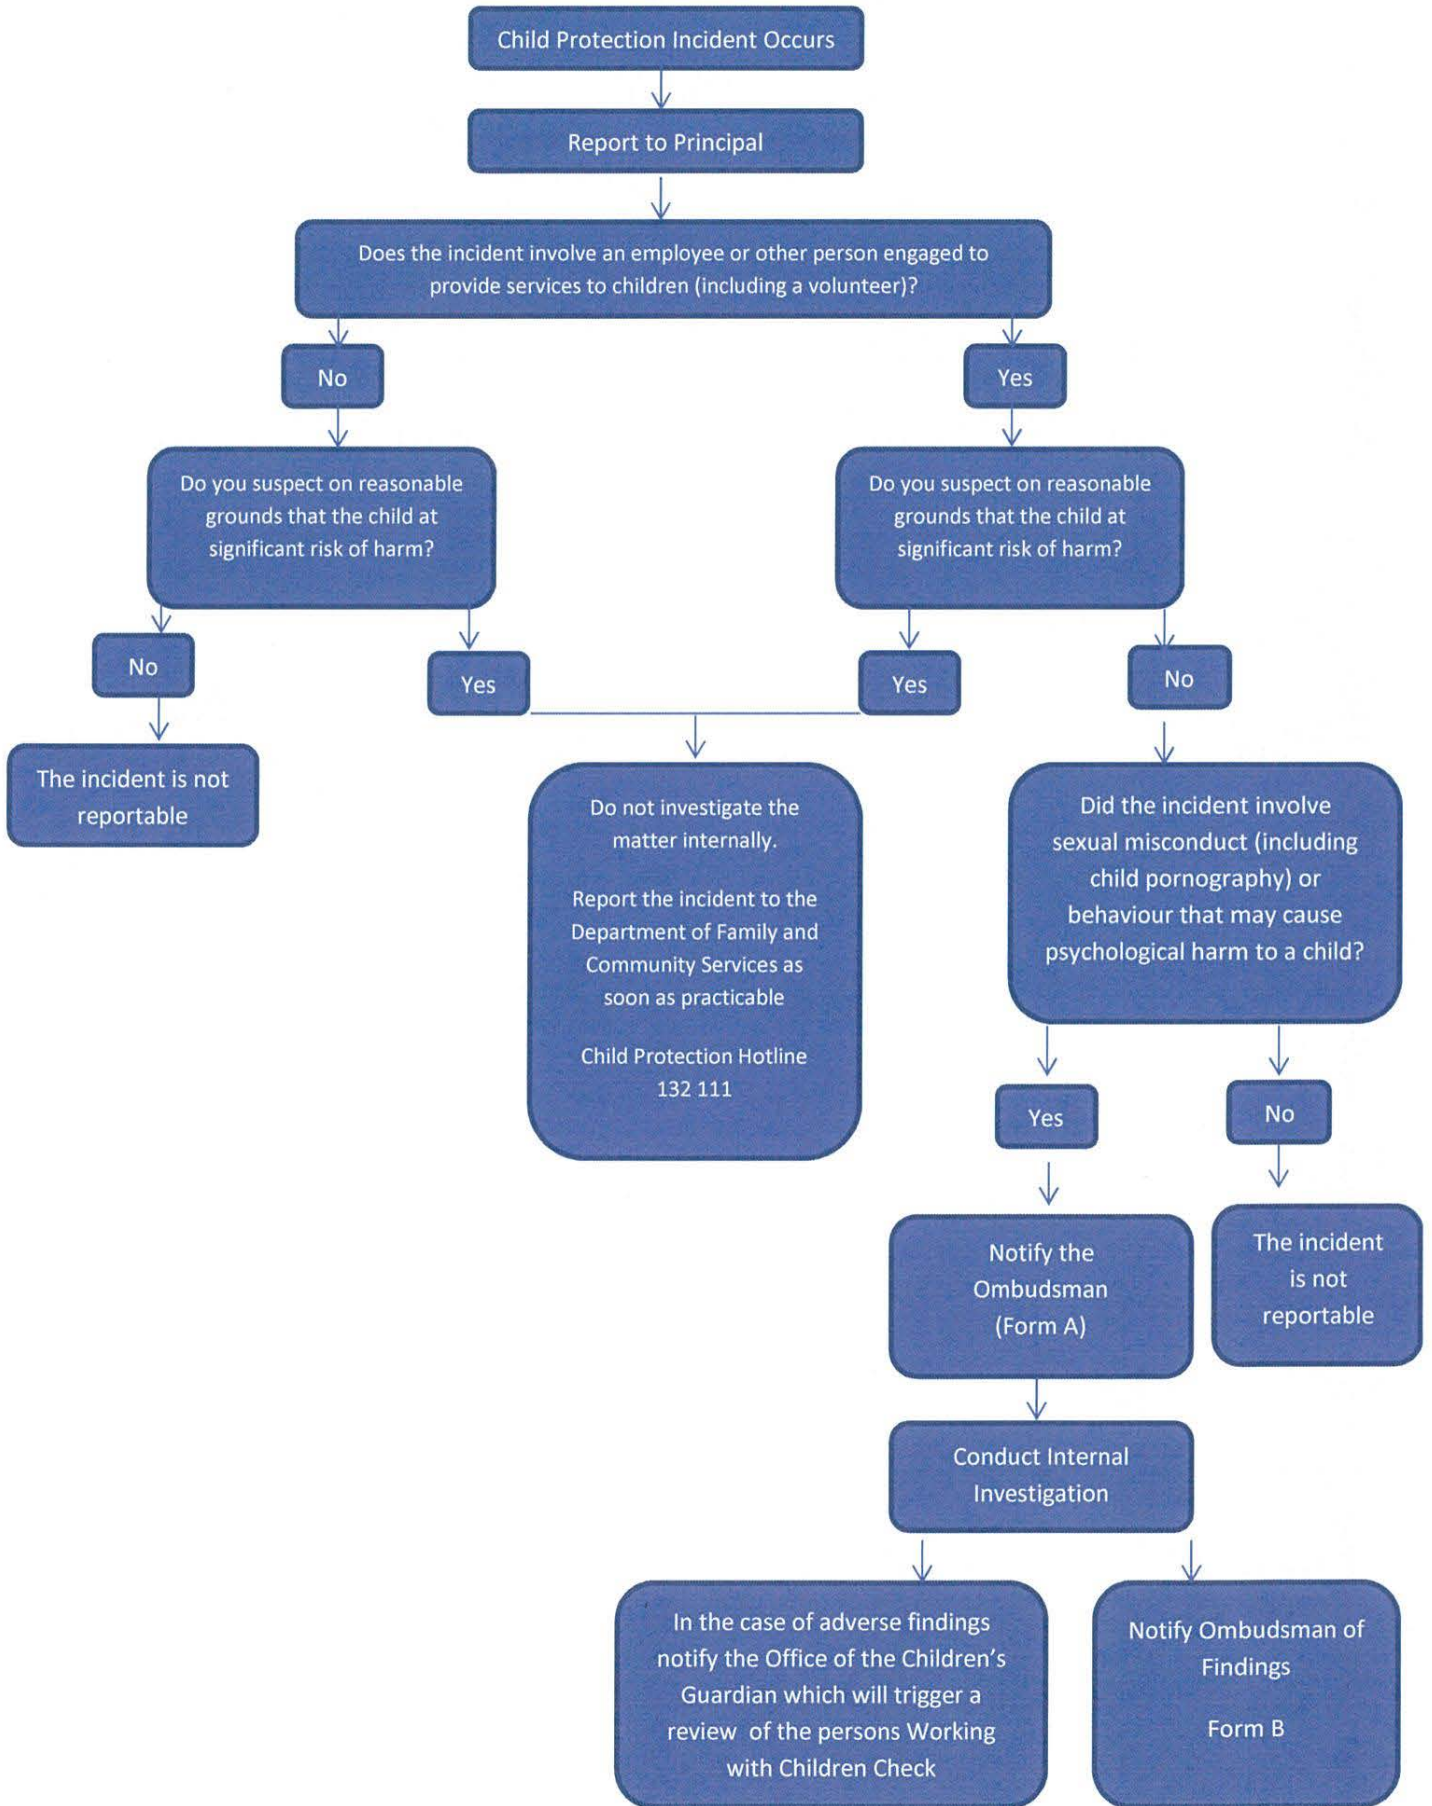 Child Protection Incident Occurs
Report to Principal
Does the incident involve an employee or other person engaged to
provide services to children (including a volunteer)?
No
Yes
Do you suspect on reasonable
grounds that the child at
significant risk of harm?
Do you suspect on reasonable
grounds that the child at
significant risk of harm?
No
Yes
Yes
No
The incident is not
reportable
Do not investigate the
matter internally.
Report the incident to the
Department of Family and
Community Services as
soon as practicable
Child Protection Hotline
132 111
Did the incident involve
sexual misconduct (including
child pornography) or
behaviour that may cause
psychological harm to a child?
Yes
No
Notify the
Ombudsman
(Form A)
The incident
is not
reportable
Conduct Internal
Investigation
In the case of adverse findings
notify the Office of the Children’s
Guardian which will trigger a
review of the persons Working
with Children Check
Notify Ombudsman of
Findings
Form B